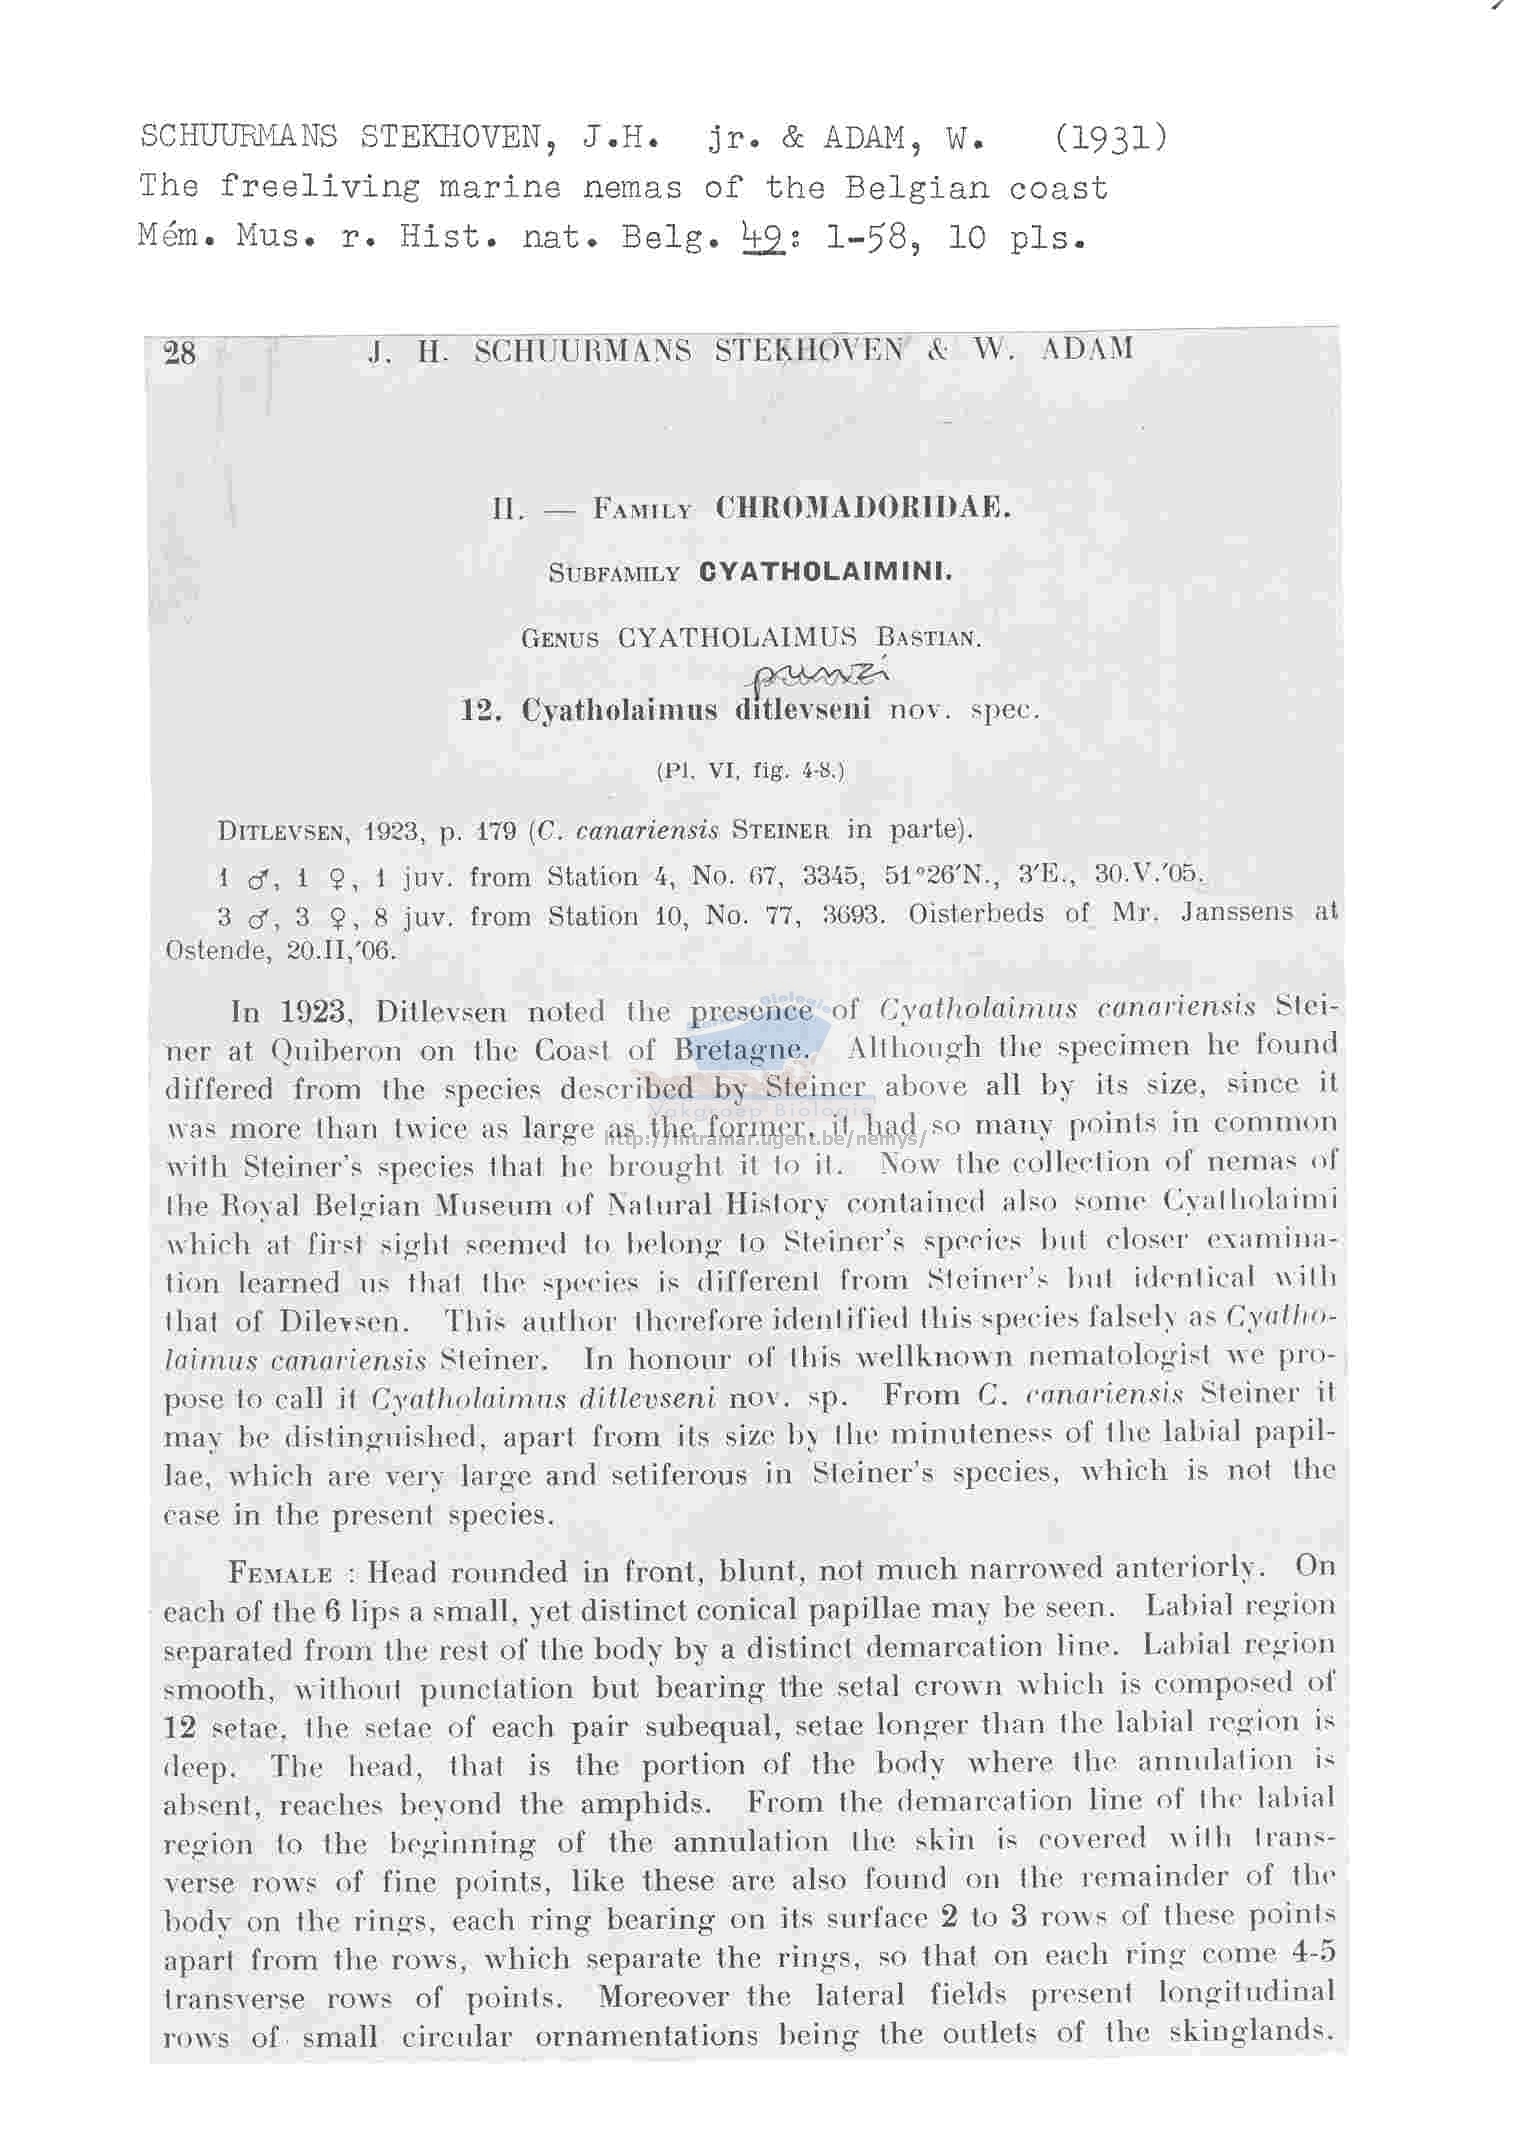 SCHUURMANS STEKHOVEN, J.H. jr. & ADAM, W. (1931)
The freeliving marine nemas of the Belgian coast
Mém. Mus. r. Hist. nat. Belg. 49: 1-58, 10 pls.
28 J. H. SCHUURMANS STEKHOVEN & W. ADAM
II. — FAMILY CHROMADORIDAE.
SUBFAMILY CYATHOLAIMINI.
GENUS CYATHOLAIMUS BASTIAN.
punzi
12. Cyatholaimus ditlevseni nov. spec.
(Pl. VI, fig. 4-8.)
DITLEVSEN, 1923, p. 179 (C. canariensis STEINER in parte).
1 ♂, 1 ♀, 1 juv. from Station 4, No. 67, 3345, 51°26′N., 3′E., 30.V.′05.
3 ♂, 3 ♀, 8 juv. from Station 10, No. 77, 3693. Oisterbeds of Mr. Janssens at
Ostende, 20.II,′06.
In 1923, Ditlevsen noted the presence of Cyatholaimus canariensis Stei-
ner at Quiberon on the Coast of Bretagne. Although the specimen he found
differed from the species described by Steiner above all by its size, since it
was more than twice as large as the former, it had so many points in common
with Steiner's species that he brought it to it. Now the collection of nemas of
the Royal Belgian Museum of Natural History contained also some Cyatholaimi
which at first sight seemed to belong to Steiner's species but closer examina-
tion learned us that the species is different from Steiner's but identical with
that of Dilevsen. This author therefore identified this species falsely as Cyatho-
laimus canariensis Steiner. In honour of this wellknown nematologist we pro-
pose to call it Cyatholaimus ditlevseni nov. sp. From C. canariensis Steiner it
may be distinguished, apart from its size by the minuteness of the labial papil-
lae, which are very large and setiferous in Steiner's species, which is not the
case in the present species.
FEMALE : Head rounded in front, blunt, not much narrowed anteriorly. On
each of the 6 lips a small, yet distinct conical papillae may be seen. Labial region
separated from the rest of the body by a distinct demarcation line. Labial region
smooth, without punctation but bearing the setal crown which is composed of
12 setae, the setae of each pair subequal, setae longer than the labial region is
deep. The head, that is the portion of the body where the annulation is
absent, reaches beyond the amphids. From the demarcation line of the labial
region to the beginning of the annulation the skin is covered with trans-
verse rows of fine points, like these are also found on the remainder of the
body on the rings, each ring bearing on its surface 2 to 3 rows of these points
apart from the rows, which separate the rings, so that on each ring come 4-5
transverse rows of points. Moreover the lateral fields present longitudinal
rows of small circular ornamentations being the outlets of the skinglands.
Vakgroep Biologie
http://intramar.ugent.be/nemys/